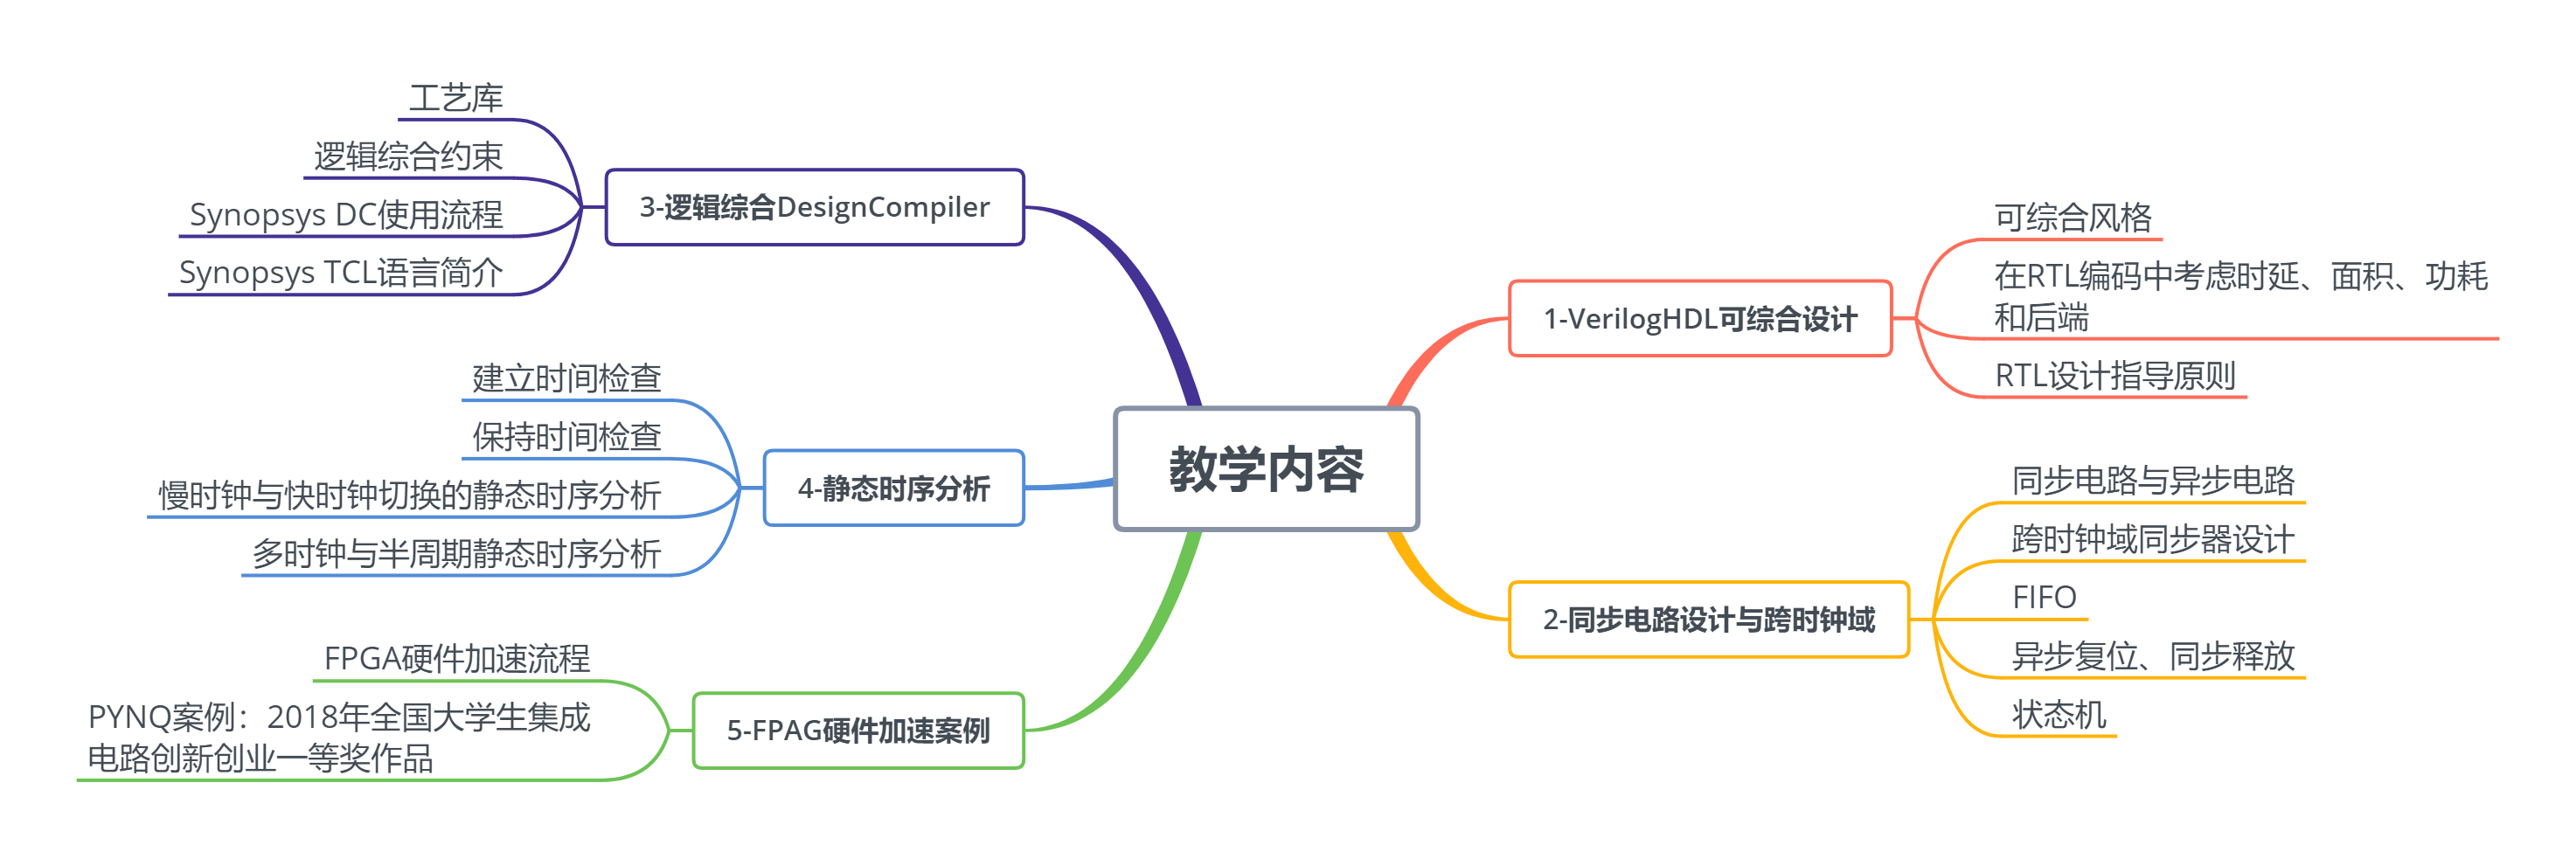 教学内容
1-VerilogHDL可综合设计
可综合风格
在RTL编码中考虑时延、面积、功耗
和后端
RTL设计指导原则
2-同步电路设计与跨时钟域
同步电路与异步电路
跨时钟域同步器设计
FIFO
异步复位、同步释放
状态机
3-逻辑综合DesignCompiler
工艺库
逻辑综合约束
Synopsys DC使用流程
Synopsys TCL语言简介
4-静态时序分析
建立时间检查
保持时间检查
慢时钟与快时钟切换的静态时序分析
多时钟与半周期静态时序分析
5-FPAG硬件加速案例
FPGA硬件加速流程
PYNQ案例：2018年全国大学生集成
电路创新创业一等奖作品